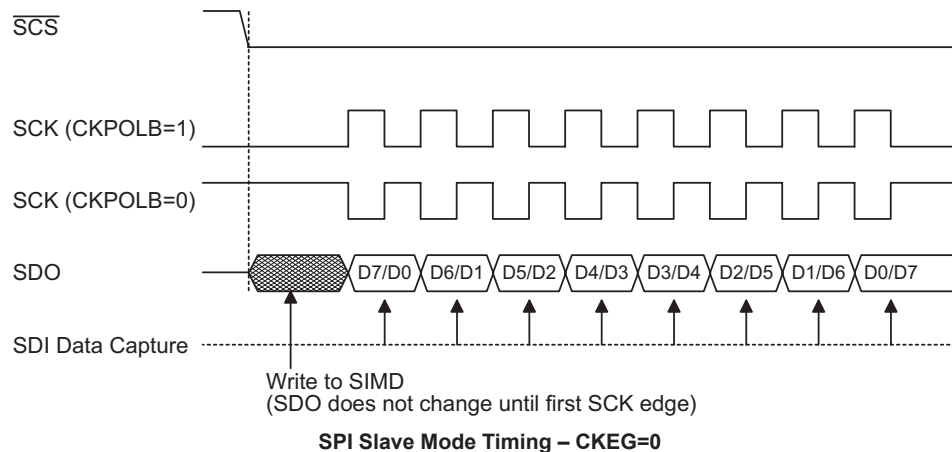 SCS
SCK (CKPOLB=1)
SCK (CKPOLB=0)
SDO
D7/D0 D6/D1 D5/D2 D4/D3 D3/D4 D2/D5 D1/D6 D0/D7
SDI Data Capture
Write to SIMD
(SDO does not change until first SCK edge)
SPI Slave Mode Timing – CKEG=0